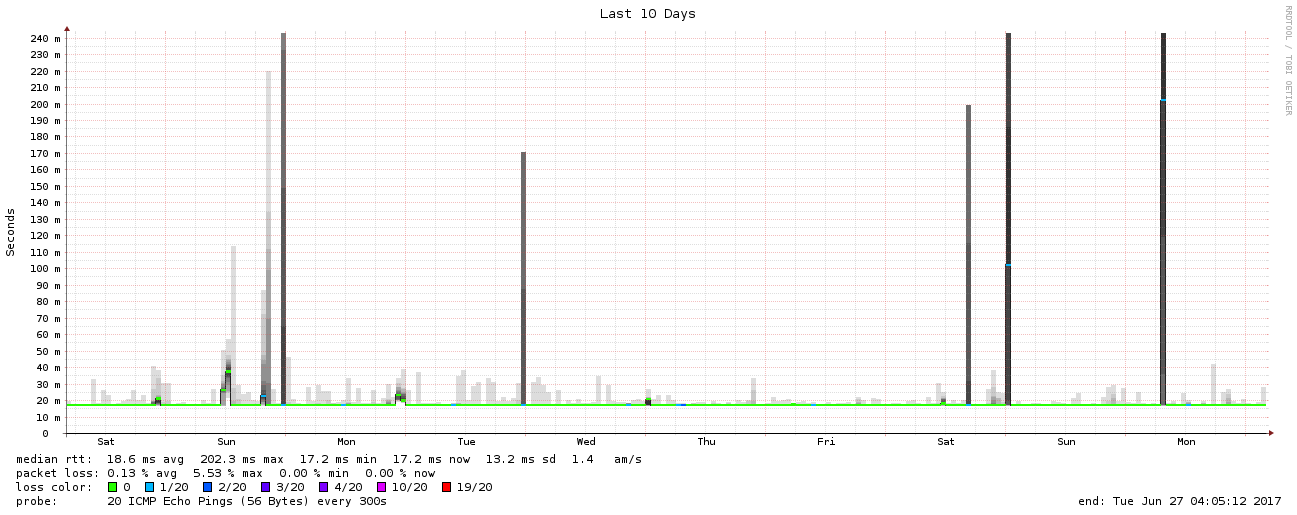 Last 10 Days
RRDTOOL / TOBI OETIKER
Seconds
240 m
230 m
220 m
210 m
200 m
190 m
180 m
170 m
160 m
150 m
140 m
130 m
120 m
110 m
100 m
90 m
80 m
70 m
60 m
50 m
40 m
30 m
20 m
10 m
0
Sat Sun Mon Tue Wed Thu Fri Sat Sun Mon
median rtt: 18.6 ms avg 202.3 ms max 17.2 ms min 17.2 ms now 13.2 ms sd 1.4 am/s
packet loss: 0.13 % avg 5.53 % max 0.00 % min 0.00 % now
loss color: 0 1/20 2/20 3/20 4/20 10/20 19/20
probe: 20 ICMP Echo Pings (56 Bytes) every 300s end: Tue Jun 27 04:05:12 2017